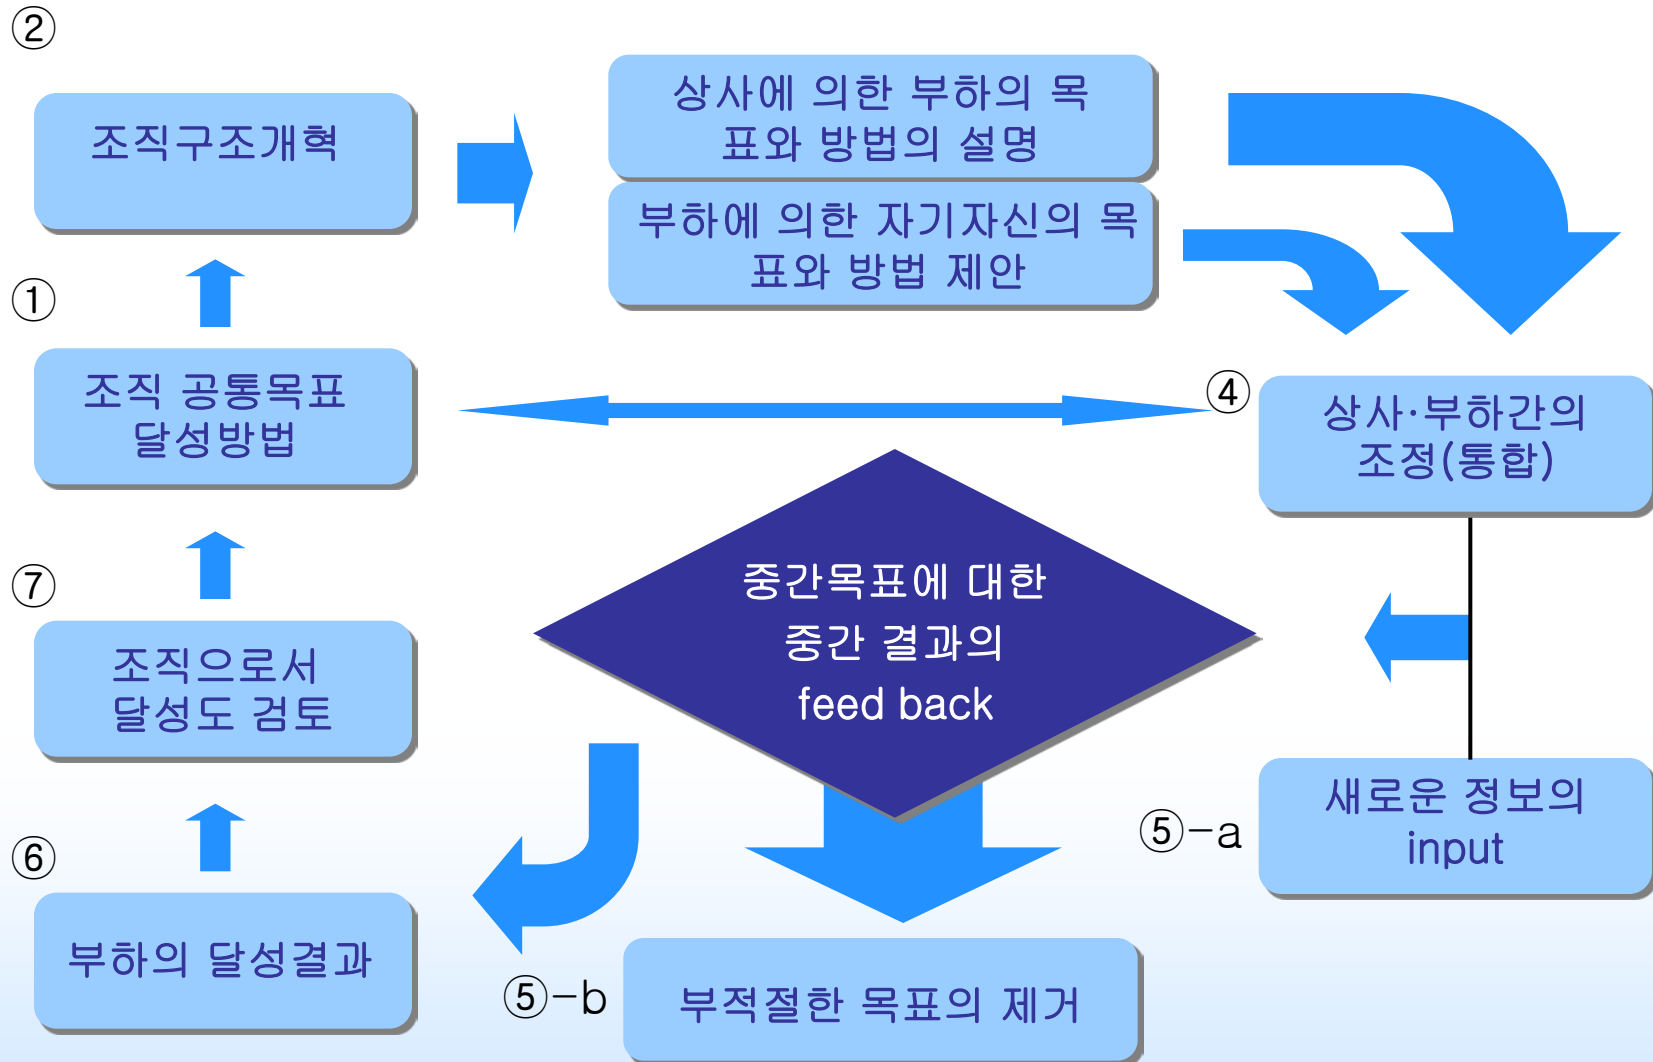 ②
조직구조개혁
상사에 의한 부하의 목
표와 방법의 설명
부하에 의한 자기자신의 목
표와 방법 제안
①
조직 공통목표
달성방법
④
상사·부하간의
조정(통합)
중간목표에 대한
중간 결과의
feed back
⑦
조직으로서
달성도 검토
⑤-a
새로운 정보의
input
⑥
부하의 달성결과
⑤-b
부적절한 목표의 제거